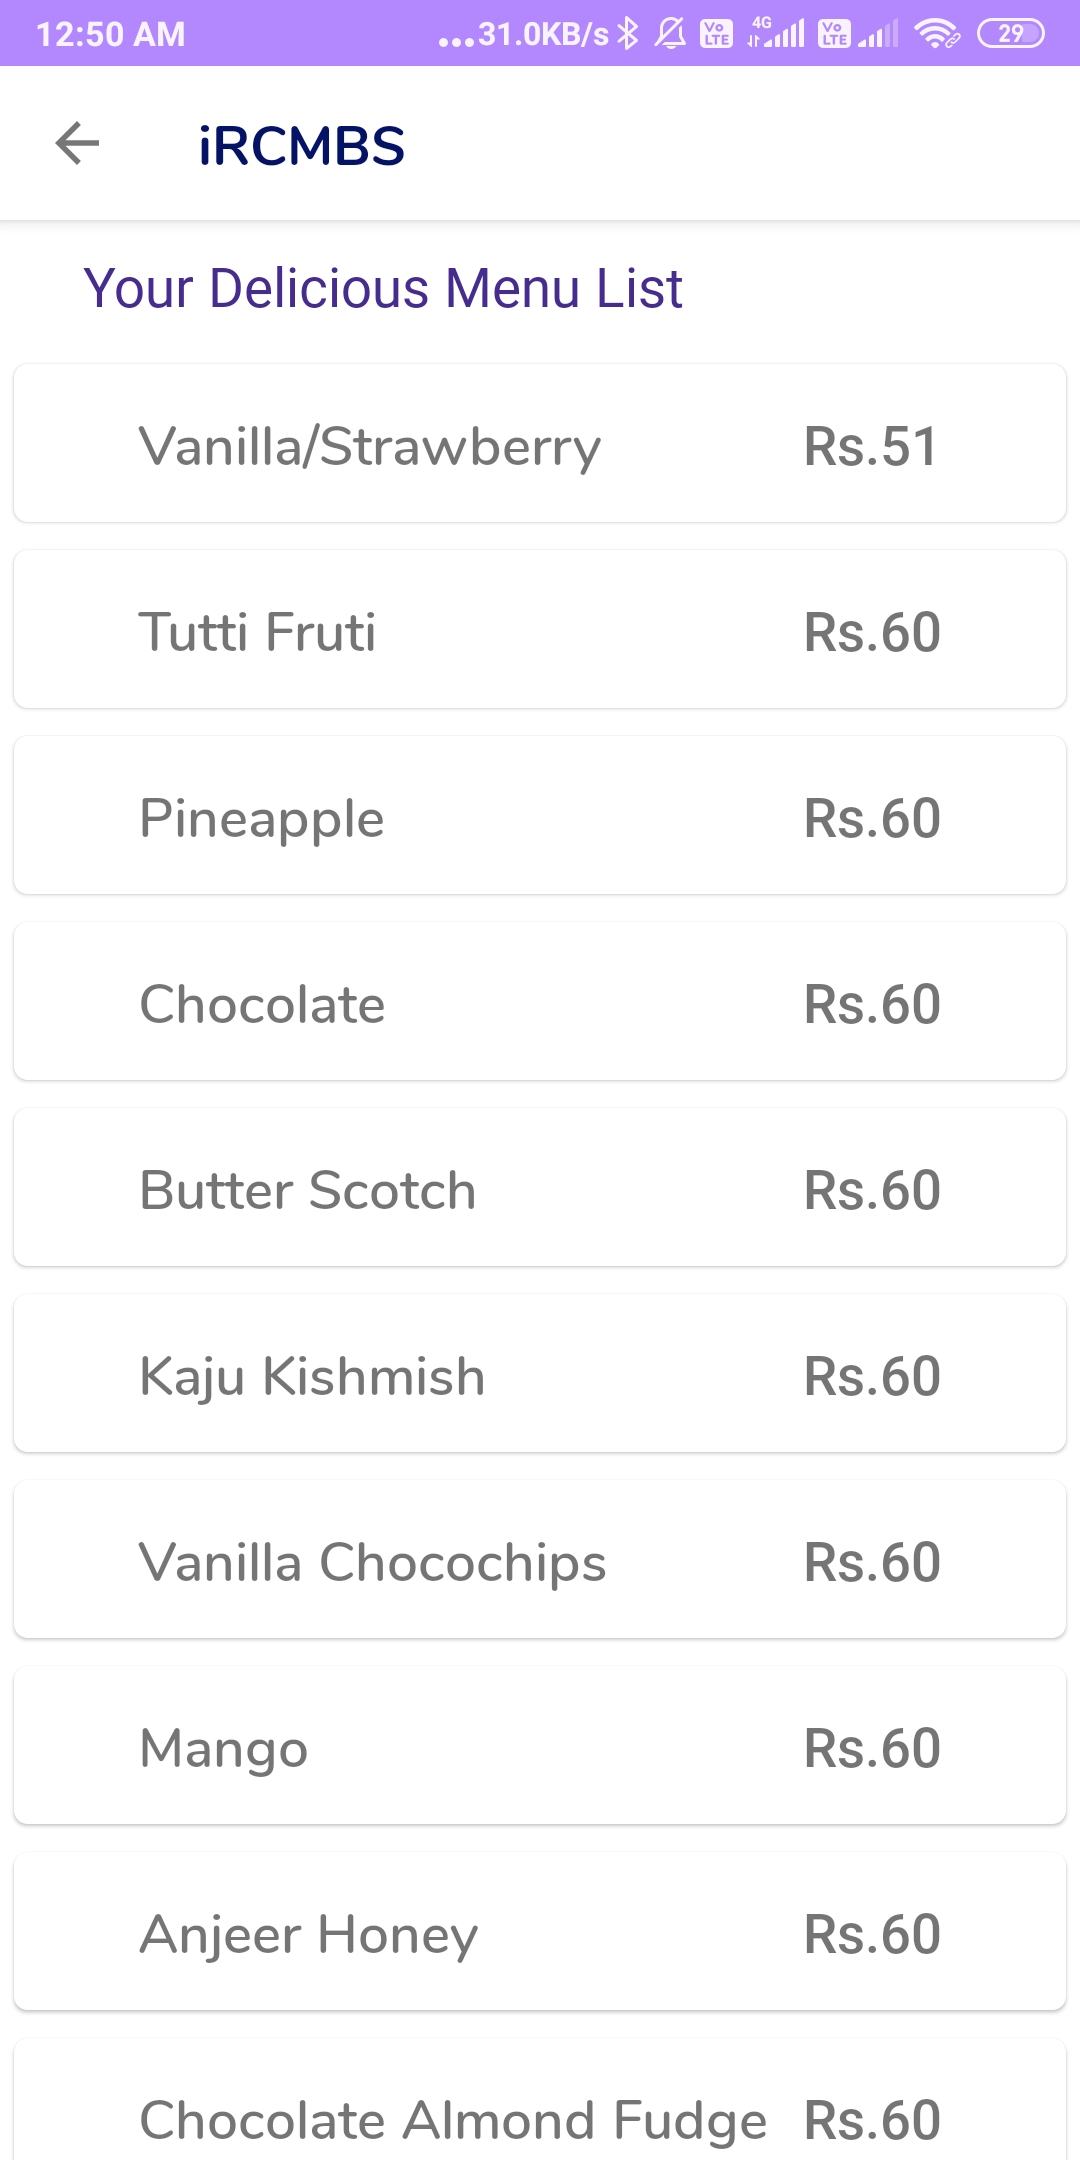 12:50 AM ...31.0KB/s Vo LTE 4G Vo LTE 29
iRCMBS
Your Delicious Menu List
Vanilla/Strawberry Rs.51
Tutti Fruti Rs.60
Pineapple Rs.60
Chocolate Rs.60
Butter Scotch Rs.60
Kaju Kishmish Rs.60
Vanilla Chocochips Rs.60
Mango Rs.60
Anjeer Honey Rs.60
Chocolate Almond Fudge Rs.60